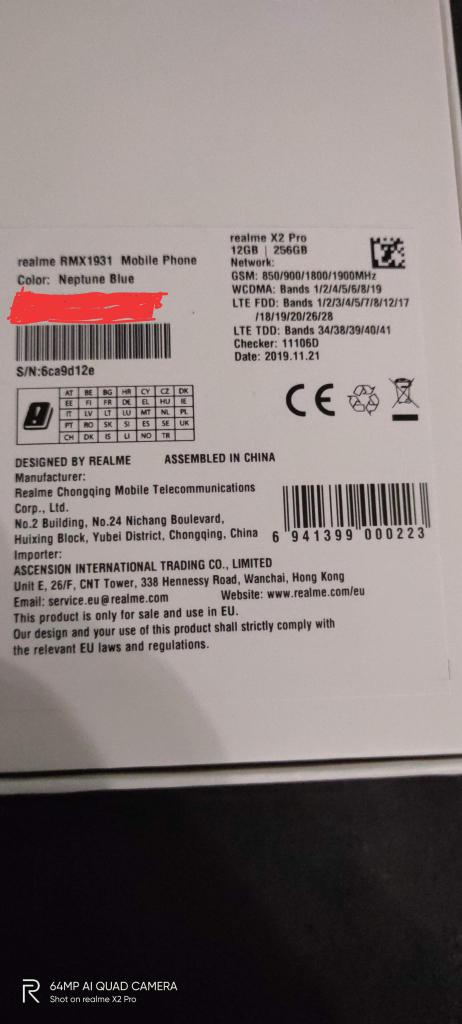 realme RMX1931 Mobile Phone
Color: Neptune Blue
S/N:6ca9d12e
realme X2 Pro
12GB | 256GB
Network:
GSM: 850/900/1800/1900MHz
WCDMA: Bands 1/2/4/5/6/8/19
LTE FDD: Bands 1/2/3/4/5/7/8/12/17
/18/19/20/26/28
LTE TDD: Bands 34/38/39/40/41
Checker: 11106D
Date: 2019.11.21
AT BE BG HR CY CZ DK
EE FI FR DE EL HU IE
IT LV LT LU MT NL PL
PT RO SK SI ES SE UK
CH DK IS LI NO TR
CE
DESIGNED BY REALME ASSEMBLED IN CHINA
Manufacturer:
Realme Chongqing Mobile Telecommunications
Corp., Ltd.
No.2 Building, No.24 Nichang Boulevard,
Huixing Block, Yubei District, Chongqing, China
6 941399 000223
Importer:
ASCENSION INTERNATIONAL TRADING CO., LIMITED
Unit E, 26/F, CNT Tower, 338 Hennessy Road, Wanchai, Hong Kong
Email: service.eu@realme.com Website: www.realme.com/eu
This product is only for sale and use in EU.
Our design and your use of this product shall strictly comply with
the relevant EU laws and regulations.
R 64MP AI QUAD CAMERA
Shot on realme X2 Pro